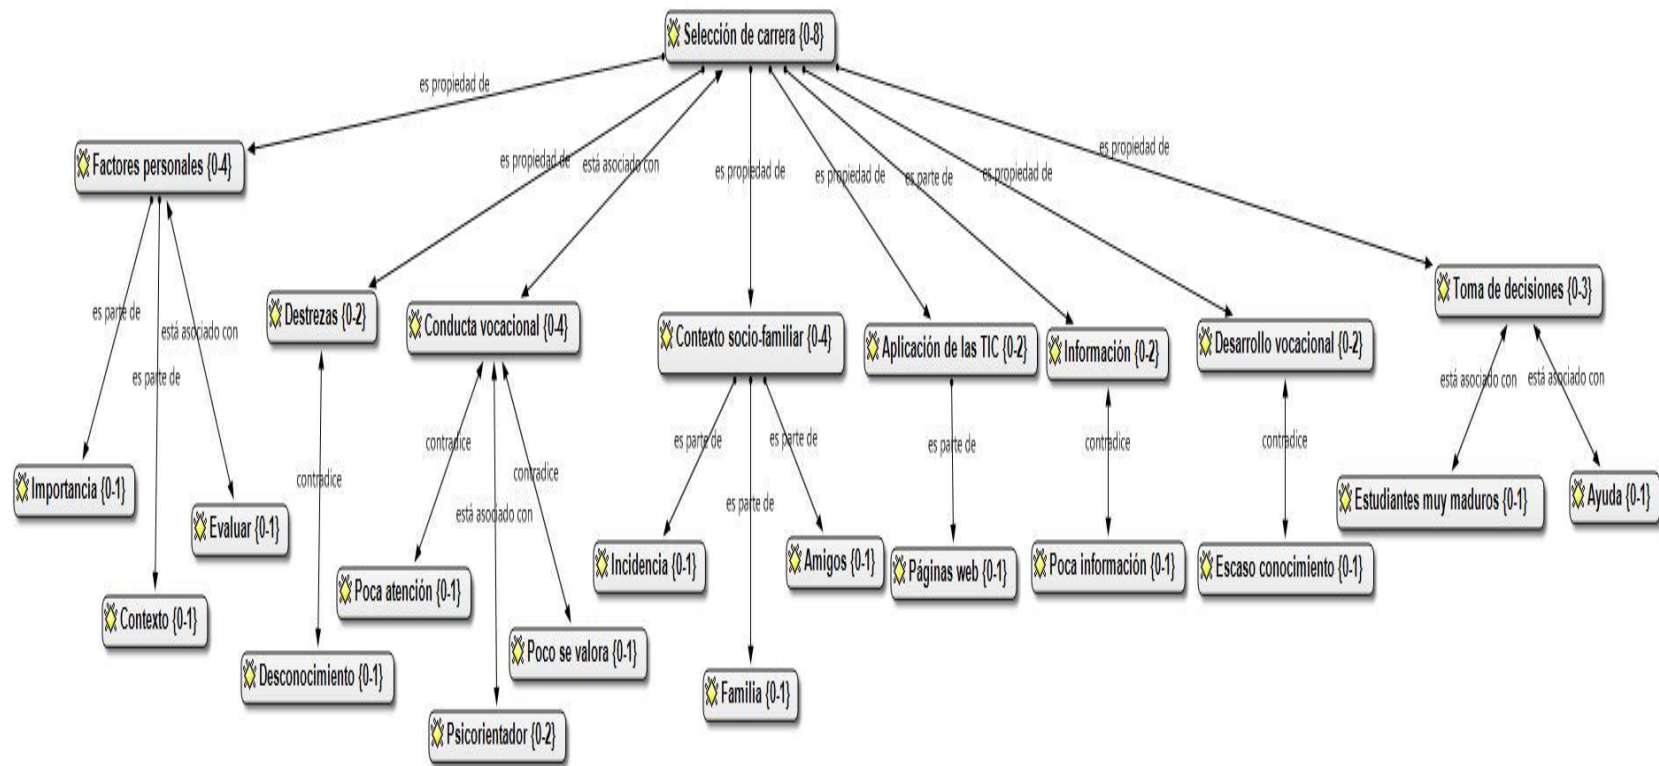 Selección de carrera {0-8}
es propiedad de
Factores personales {0-4}
es propiedad de
está asociado con
es propiedad de
es propiedad de
es parte de
es propiedad de
es propiedad de
Destrezas {0-2}
Conducta vocacional {0-4}
Contexto socio-familiar {0-4}
Aplicación de las TIC {0-2}
Información {0-2}
Desarrollo vocacional {0-2}
Toma de decisiones {0-3}
es parte de
es parte de
está asociado con
contradice
contradice
está asociado con
contradice
es parte de
es parte de
es parte de
es parte de
contradice
contradice
está asociado con
está asociado con
Importancia {0-1}
Contexto {0-1}
Evaluar {0-1}
Desconocimiento {0-1}
Poca atención {0-1}
Psicorientador {0-2}
Poco se valora {0-1}
Incidencia {0-1}
Familia {0-1}
Amigos {0-1}
Páginas web {0-1}
Poca información {0-1}
Escaso conocimiento {0-1}
Estudiantes muy maduros {0-1}
Ayuda {0-1}